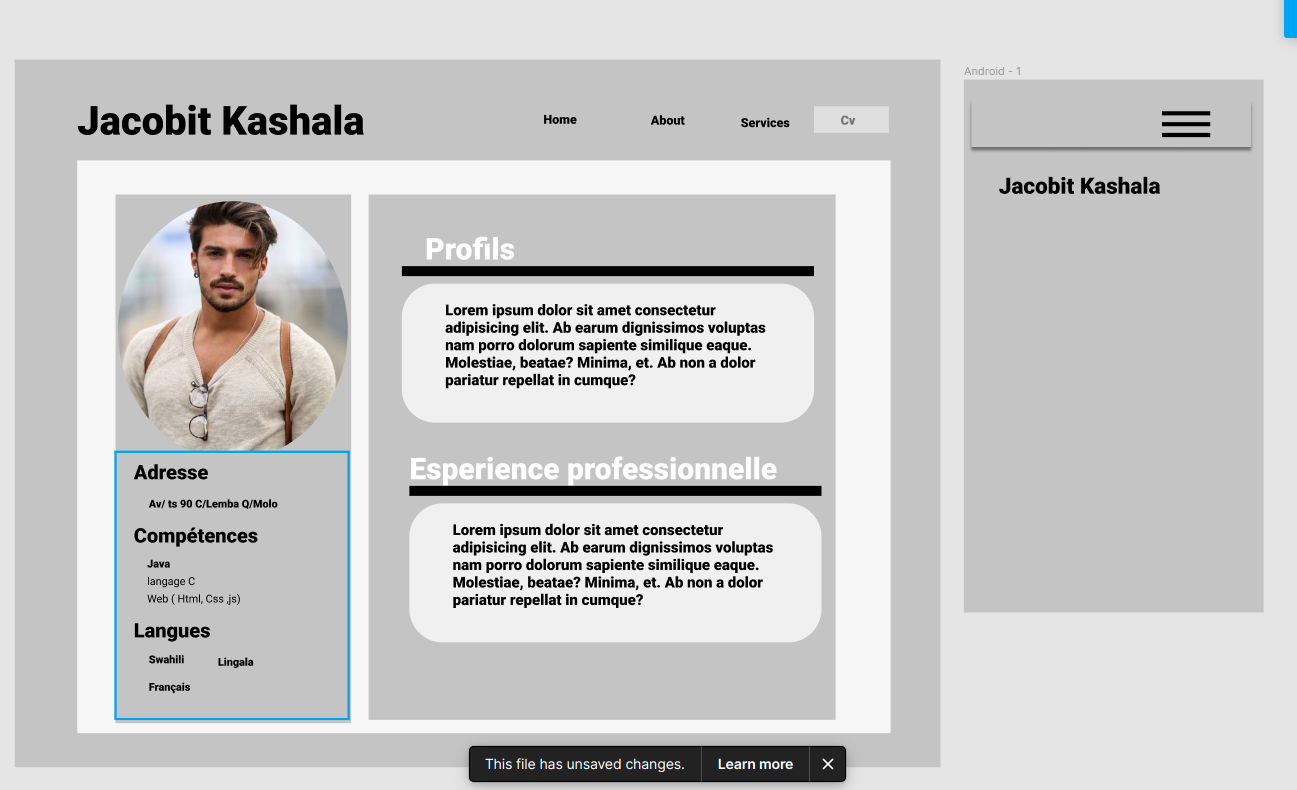 Android - 1
Jacobit Kashala
Home
About
Services
Cv
Jacobit Kashala
Profils
Lorem ipsum dolor sit amet consectetur
adipisicing elit. Ab earum dignissimos voluptas
nam porro dolorum sapiente similique eaque.
Molestiae, beatae? Minima, et. Ab non a dolor
pariatur repellat in cumque?
Adresse
Av/ ts 90 C/Lemba Q/Molo
Compétences
Java
langage C
Web ( Html, Css ,js)
Langues
Swahili
Lingala
Français
Esperience professionnelle
Lorem ipsum dolor sit amet consectetur
adipisicing elit. Ab earum dignissimos voluptas
nam porro dolorum sapiente similique eaque.
Molestiae, beatae? Minima, et. Ab non a dolor
pariatur repellat in cumque?
This file has unsaved changes.
Learn more